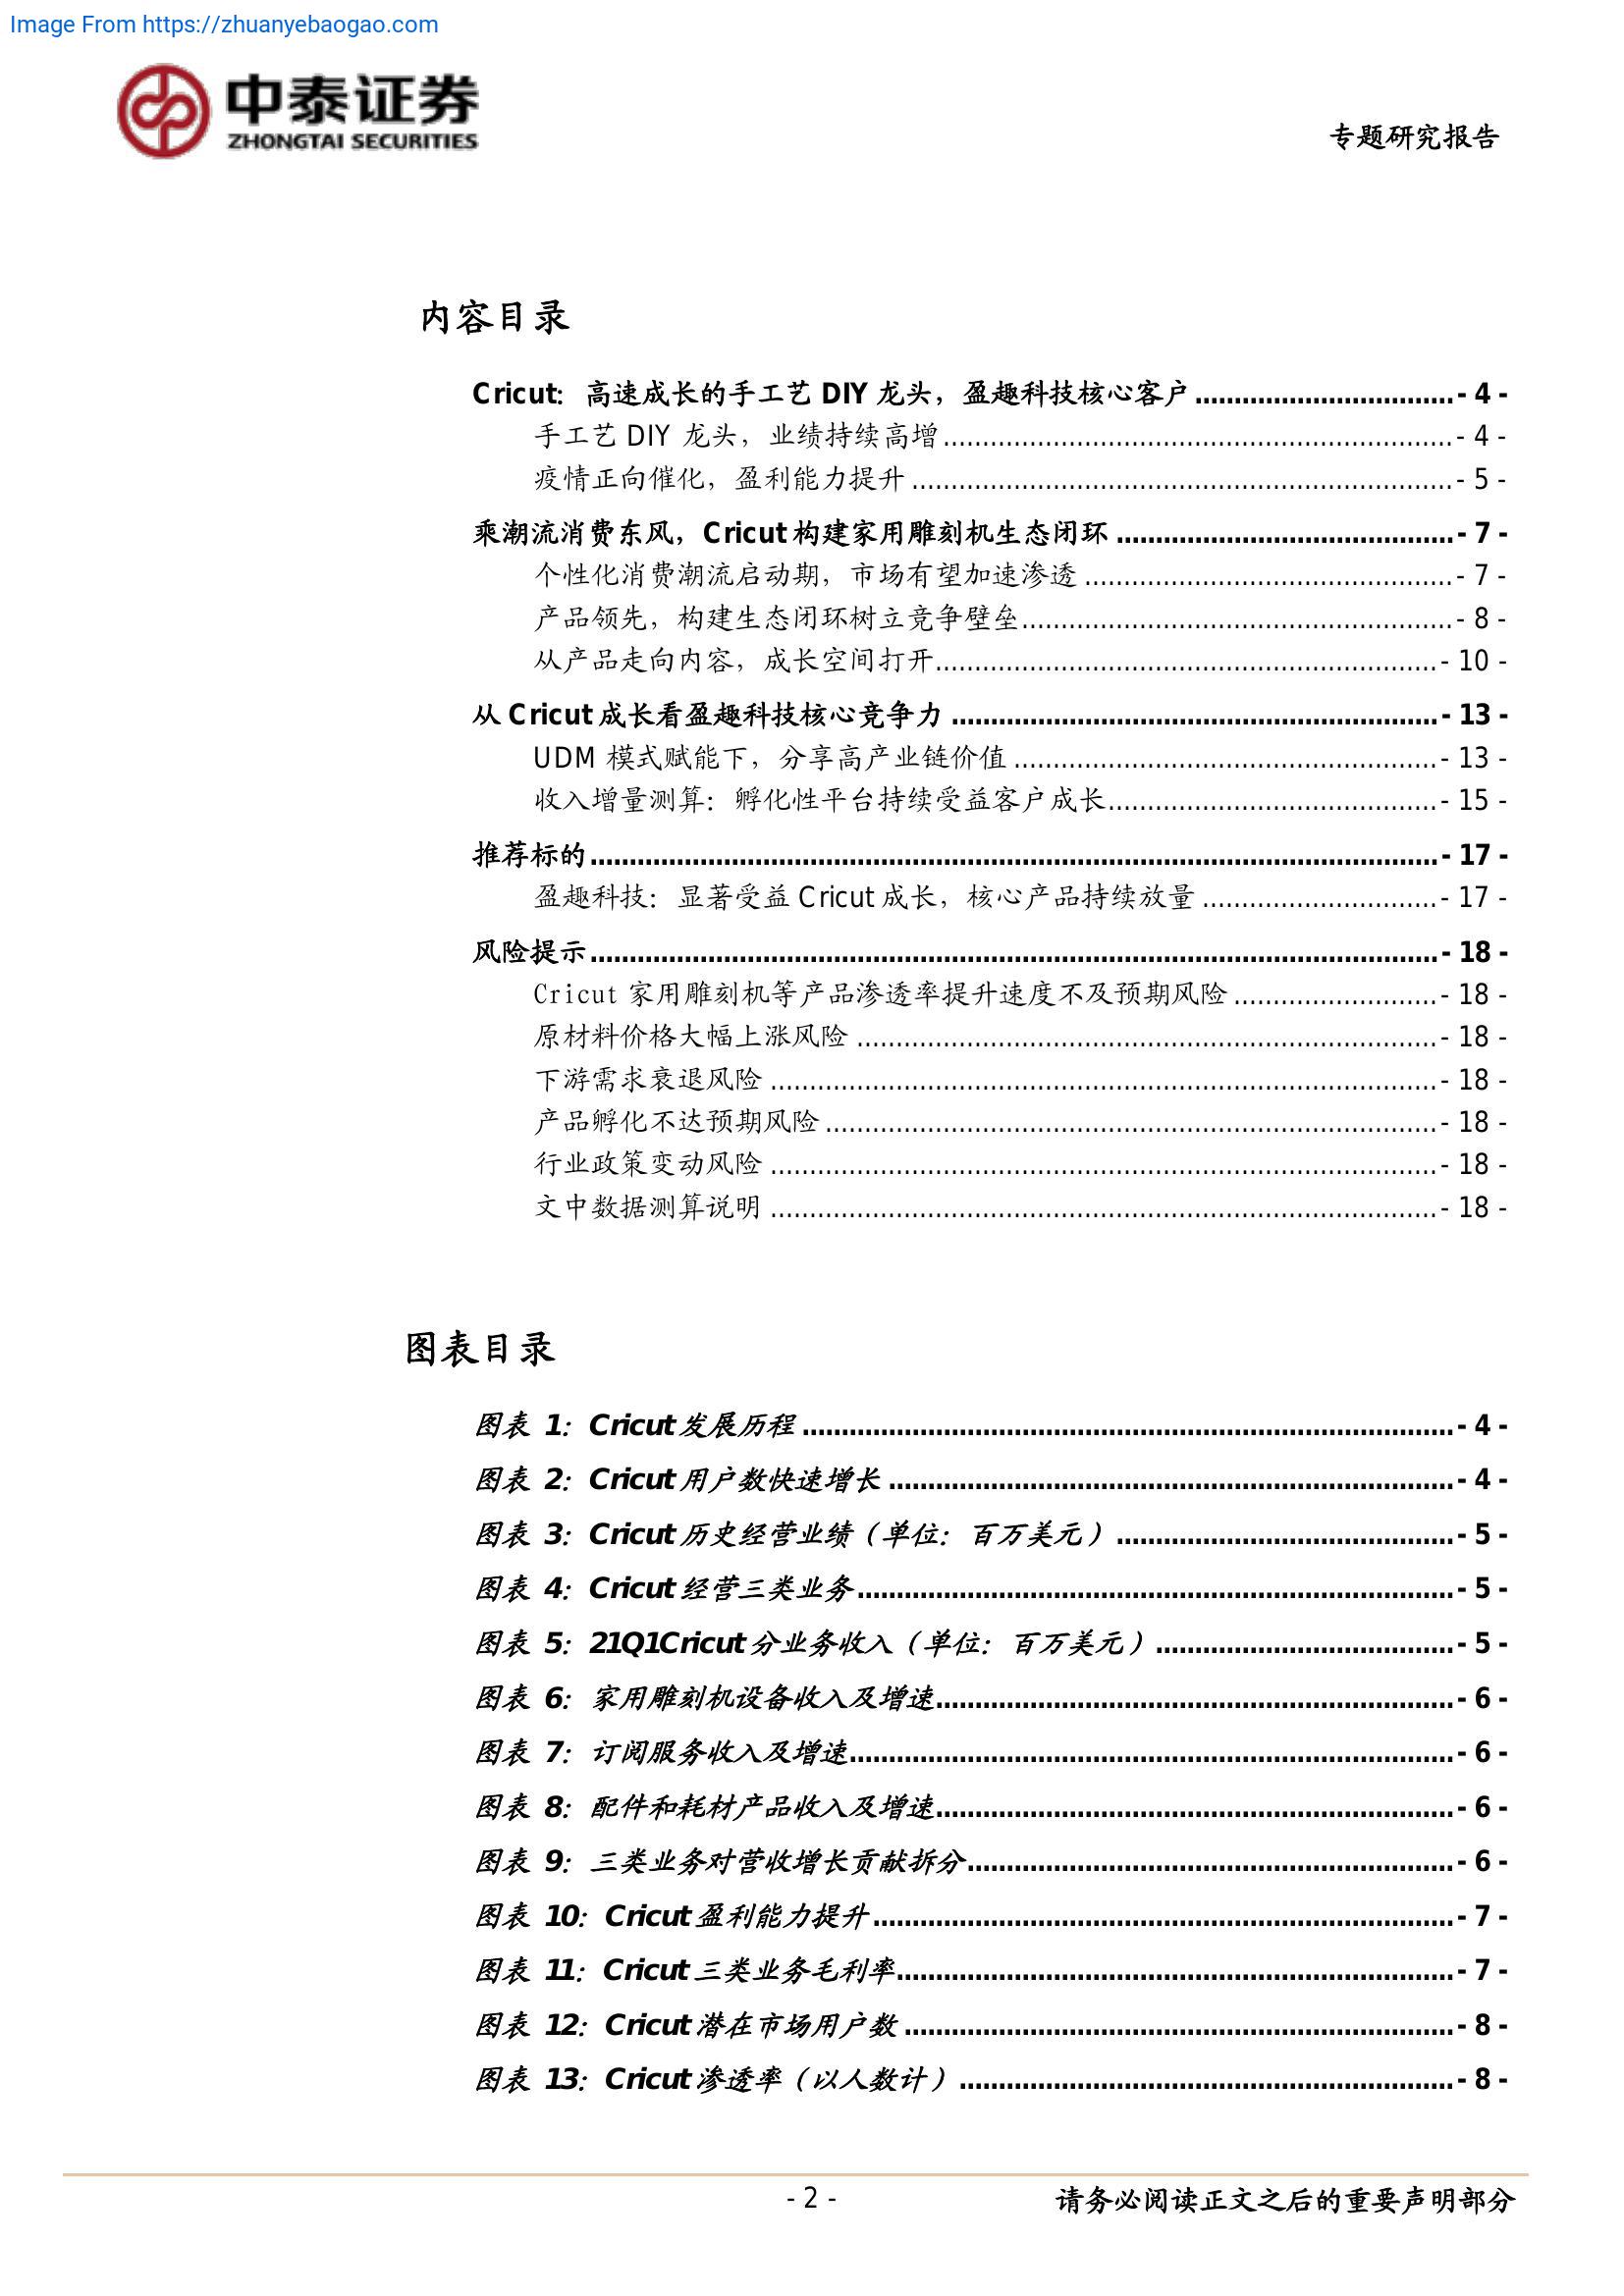 Image From https://zhuanyebaogao.com
中泰证券
ZHONGTAI SECURITIES
专题研究报告
内容目录
Cricut：高速成长的手工艺 DIY 龙头，盈趣科技核心客户 ................................. - 4 -
手工艺 DIY 龙头，业绩持续高增 ................................................................. - 4 -
疫情正向催化，盈利能力提升 ..................................................................... - 5 -
乘潮流消费东风，Cricut 构建家用雕刻机生态闭环 ........................................... - 7 -
个性化消费潮流启动期，市场有望加速渗透 ............................................... - 7 -
产品领先，构建生态闭环树立竞争壁垒 ....................................................... - 8 -
从产品走向内容，成长空间打开 ................................................................ - 10 -
从 Cricut 成长看盈趣科技核心竞争力 .............................................................. - 13 -
UDM 模式赋能下，分享高产业链价值 ...................................................... - 13 -
收入增量测算：孵化性平台持续受益客户成长 .......................................... - 15 -
推荐标的 ............................................................................................................ - 17 -
盈趣科技：显著受益 Cricut 成长，核心产品持续放量 .............................. - 17 -
风险提示 ............................................................................................................ - 18 -
Cricut 家用雕刻机等产品渗透率提升速度不及预期风险 .......................... - 18 -
原材料价格大幅上涨风险 .......................................................................... - 18 -
下游需求衰退风险 ..................................................................................... - 18 -
产品孵化不达预期风险 .............................................................................. - 18 -
行业政策变动风险 ..................................................................................... - 18 -
文中数据测算说明 ..................................................................................... - 18 -
图表目录
图表 1：Cricut 发展历程 ................................................................................... - 4 -
图表 2：Cricut 用户数快速增长 ........................................................................ - 4 -
图表 3：Cricut 历史经营业绩（单位：百万美元） ........................................... - 5 -
图表 4：Cricut 经营三类业务 ............................................................................ - 5 -
图表 5：21Q1Cricut 分业务收入（单位：百万美元） ...................................... - 5 -
图表 6：家用雕刻机设备收入及增速 .................................................................. - 6 -
图表 7：订阅服务收入及增速 ............................................................................. - 6 -
图表 8：配件和耗材产品收入及增速 .................................................................. - 6 -
图表 9：三类业务对营收增长贡献拆分 .............................................................. - 6 -
图表 10：Cricut 盈利能力提升 .......................................................................... - 7 -
图表 11：Cricut 三类业务毛利率 ....................................................................... - 7 -
图表 12：Cricut 潜在市场用户数 ...................................................................... - 8 -
图表 13：Cricut 渗透率（以人数计） ............................................................... - 8 -
- 2 -
请务必阅读正文之后的重要声明部分